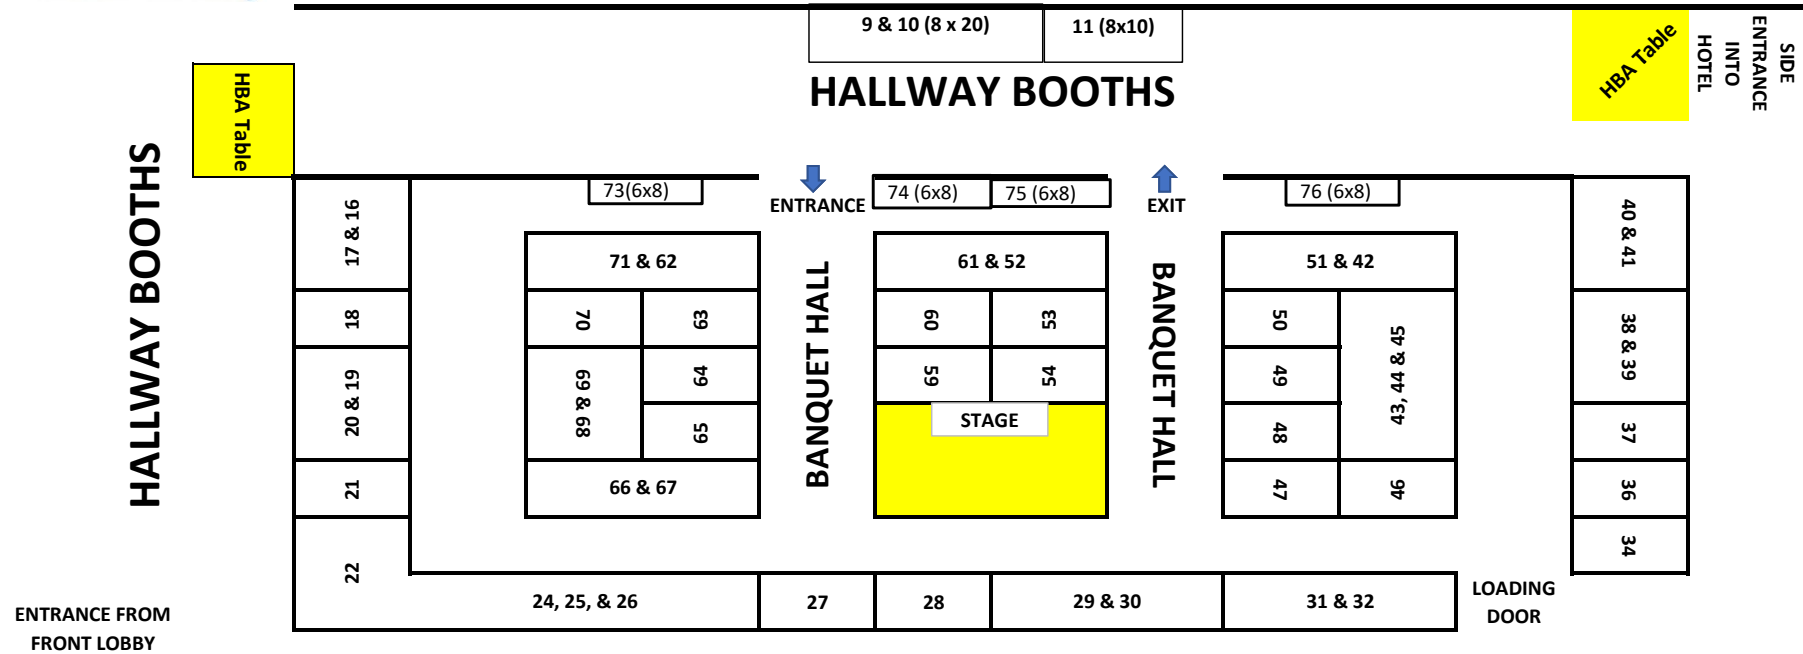 9 & 10 (8 x 20)
11 (8x10)
HBA Table
SIDE
ENTRANCE
INTO
HOTEL
HBA Table
HALLWAY BOOTHS
HALLWAY BOOTHS
73(6x8)
ENTRANCE
74 (6x8)
75 (6x8)
EXIT
76 (6x8)
17 & 16
18
20 & 19
21
22
71 & 62
70
63
69 & 68
64
65
66 & 67
BANQUET HALL
61 & 52
60
53
59
54
STAGE
BANQUET HALL
51 & 42
50
43, 44 & 45
49
48
47
46
40 & 41
38 & 39
37
36
34
24, 25, & 26
27
28
29 & 30
31 & 32
LOADING
DOOR
ENTRANCE FROM
FRONT LOBBY